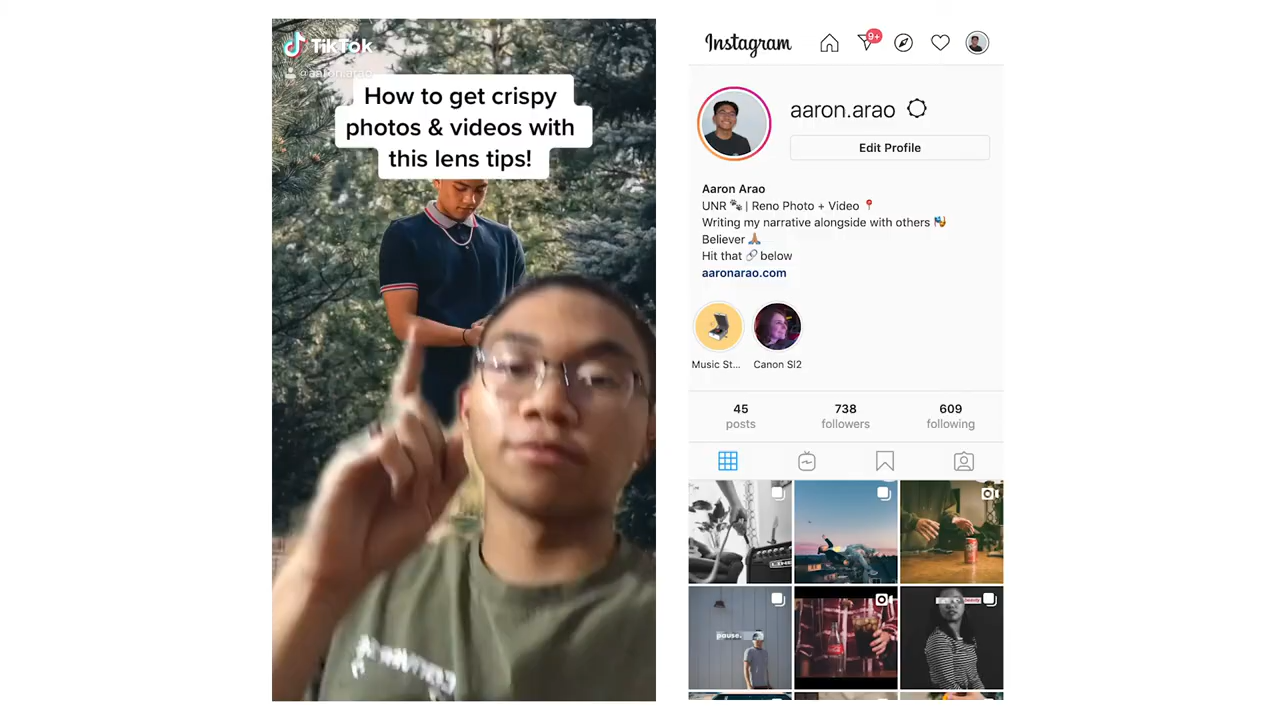 TikTok
@aaron.arao
How to get crispy
photos & videos with
this lens tips!
Instagram
9+
aaron.arao
Edit Profile
Aaron Arao
UNR 🐾 | Reno Photo + Video 📍
Writing my narrative alongside with others 🎭
Believer 🙏🏽
Hit that 🔗 below
aaronarao.com
Music St...
Canon Sl2
45
posts
738
followers
609
following
pause.